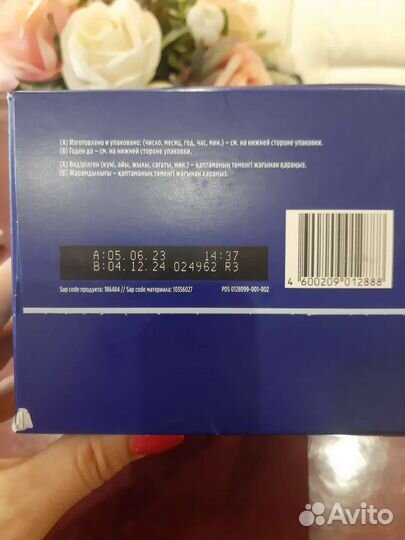 (А) Изготовлено и упаковано: (число, месяц, год, час, мин.) – см. на нижней стороне упаковки.
(В) Годен до – см. на нижней стороне упаковки.
(А) Өндірілген (күні, айы, жылы, сағаты, мин.) – қаптаманың төменгі жағынан қараңыз.
(В) Жарамдылығы – қаптаманың төменгі жағынан қараңыз.
A:05.06.23 14:37
B:04.12.24 024962 R3
Sap code продукта: 186484 // Sap code материала: 10356027
PDS 0128099-001-002
4 600209 012888
Avito